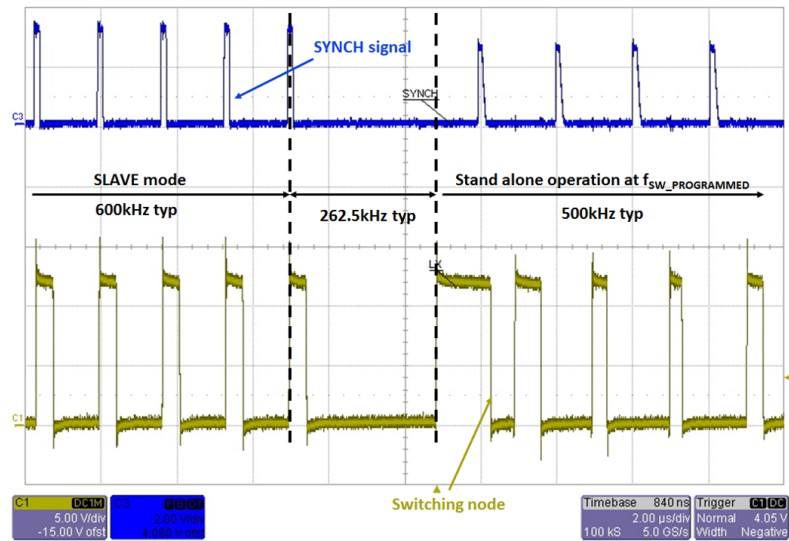 SYNCH signal
SYNCH
C3
SLAVE mode
Stand alone operation at fSW_PROGRAMMED
600kHz typ
262.5kHz typ
500kHz typ
LX
C1
Switching node
C1 DC1M
5.00 V/div
-15.00 V ofst
C3
2.00 V/div
4.080 V ofst
Timebase 840 ns
2.00 µs/div
100 kS 5.0 GS/s
Trigger C1 DC
Normal 4.05 V
Width Negative